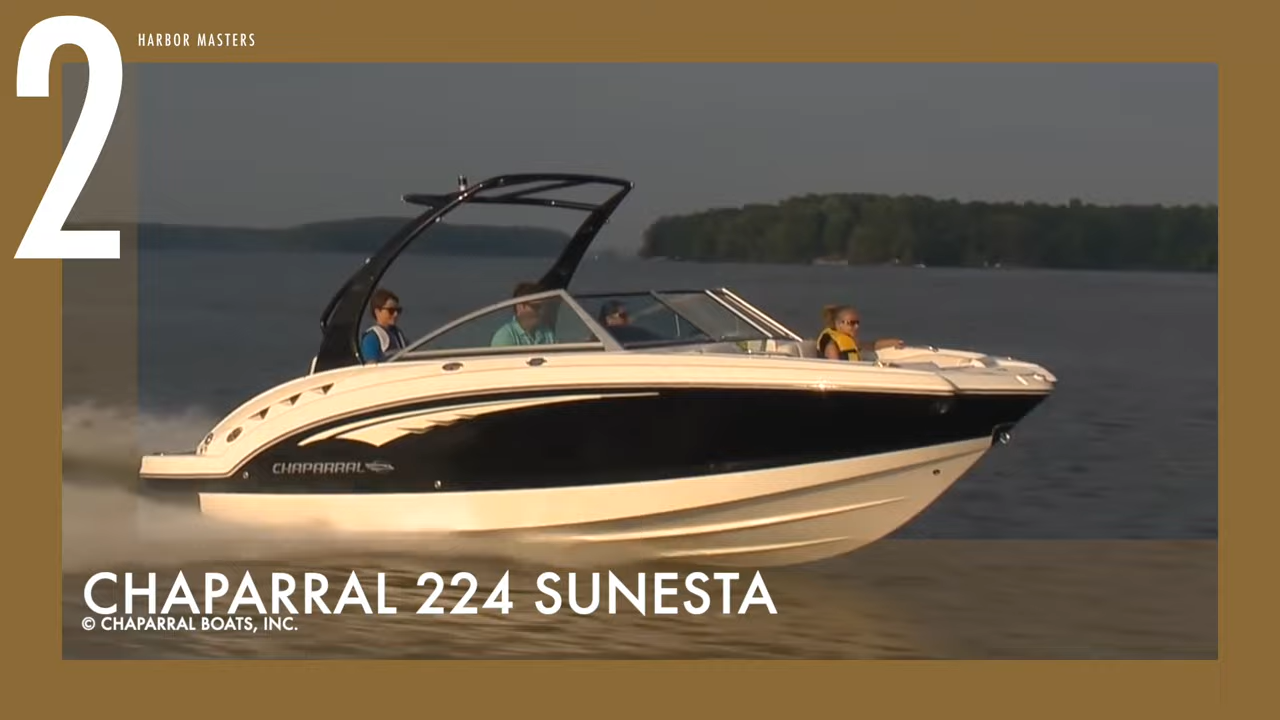 2
HARBOR MASTERS
CHAPARRAL
CHAPARRAL 224 SUNESTA
© CHAPARRAL BOATS, INC.